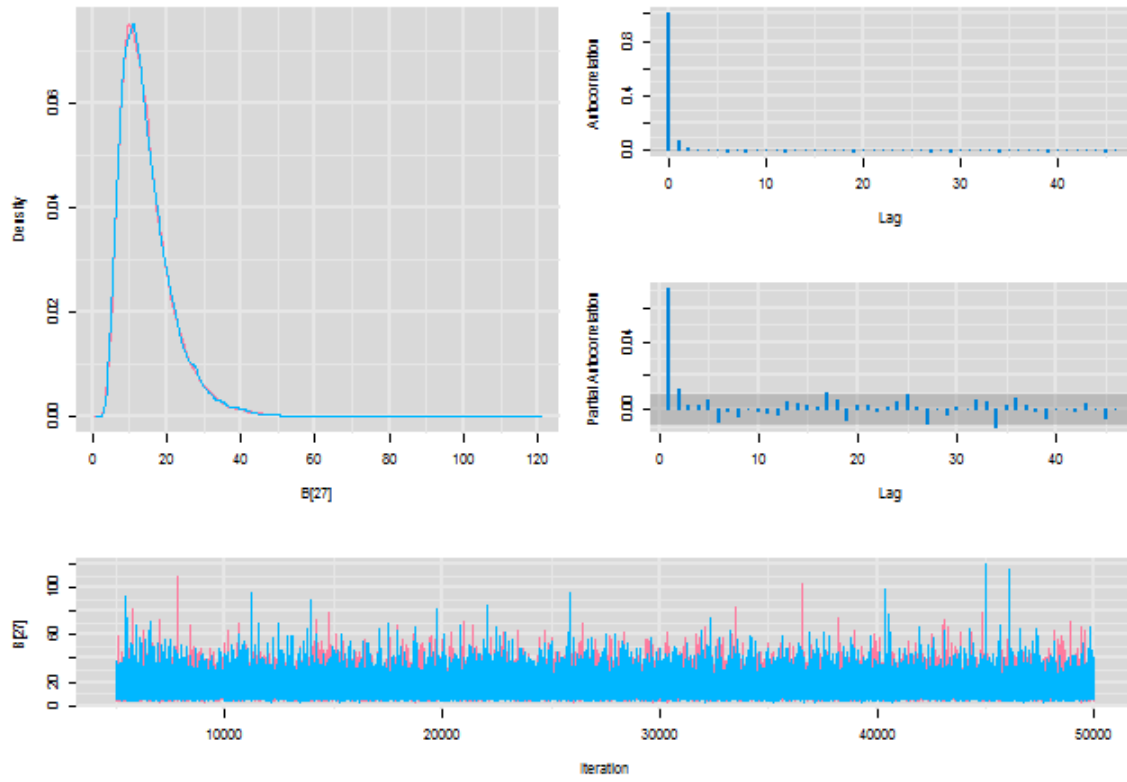 0.00 0.02 0.04 0.06
Density
0 20 40 60 80 100 120
B[27]
0.0 0.4 0.8
Autocorrelation
0 10 20 30 40
Lag
0.00 0.04
Partial Autocorrelation
0 10 20 30 40
Lag
0 20 60 100
B[27]
10000 20000 30000 40000 50000
Iteration